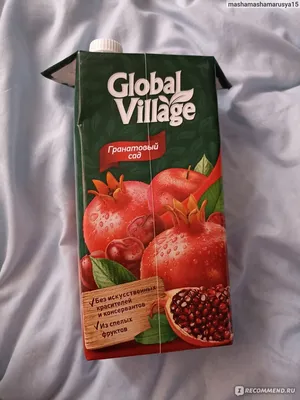 mashamashamarusya15
Global
Village
Гранатовый
сад
Без искусственных
красителей
и консервантов
Из спелых
фруктов
IRECOMMEND.RU